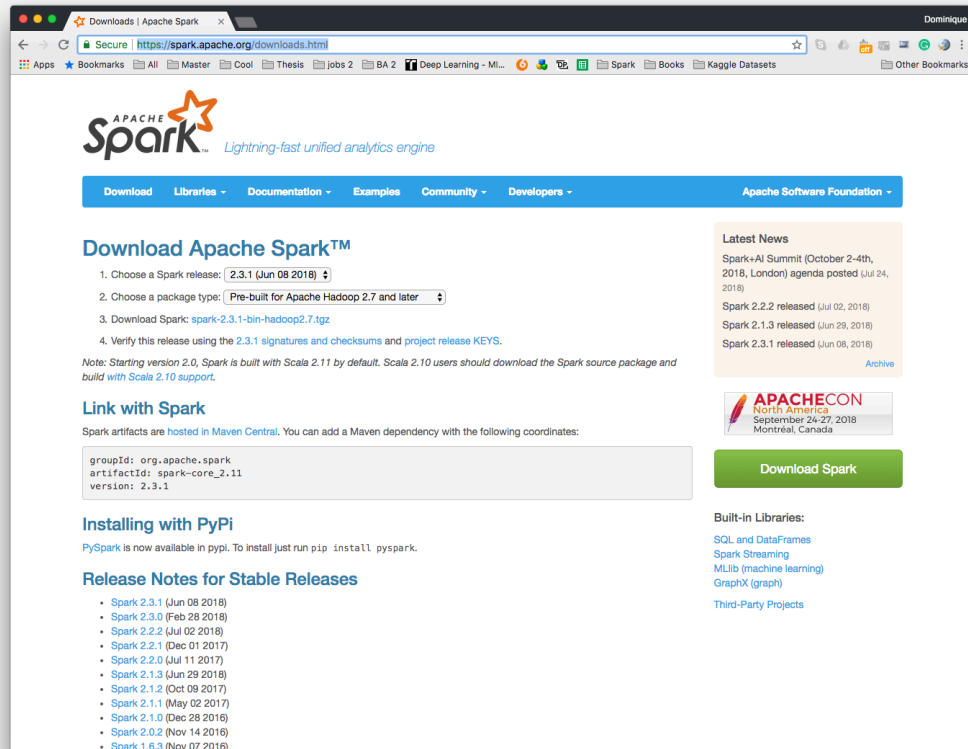 Downloads | Apache Spark
Dominique
Secure https://spark.apache.org/downloads.html
off
Apps Bookmarks All Master Cool Thesis jobs 2 BA 2 Deep Learning - MI... Spark Books Kaggle Datasets Other Bookmarks
APACHE
Spark™ Lightning-fast unified analytics engine
Download Libraries Documentation Examples Community Developers Apache Software Foundation
Download Apache Spark™
1. Choose a Spark release: 2.3.1 (Jun 08 2018)
2. Choose a package type: Pre-built for Apache Hadoop 2.7 and later
3. Download Spark: spark-2.3.1-bin-hadoop2.7.tgz
4. Verify this release using the 2.3.1 signatures and checksums and project release KEYS.
Note: Starting version 2.0, Spark is built with Scala 2.11 by default. Scala 2.10 users should download the Spark source package and
build with Scala 2.10 support.
Link with Spark
Spark artifacts are hosted in Maven Central. You can add a Maven dependency with the following coordinates:
groupId: org.apache.spark
artifactId: spark-core_2.11
version: 2.3.1
Installing with PyPi
PySpark is now available in pypi. To install just run pip install pyspark.
Release Notes for Stable Releases
• Spark 2.3.1 (Jun 08 2018)
• Spark 2.3.0 (Feb 28 2018)
• Spark 2.2.2 (Jul 02 2018)
• Spark 2.2.1 (Dec 01 2017)
• Spark 2.2.0 (Jul 11 2017)
• Spark 2.1.3 (Jun 29 2018)
• Spark 2.1.2 (Oct 09 2017)
• Spark 2.1.1 (May 02 2017)
• Spark 2.1.0 (Dec 28 2016)
• Spark 2.0.2 (Nov 14 2016)
• Spark 1.6.3 (Nov 07 2016)
Latest News
Spark+AI Summit (October 2-4th,
2018, London) agenda posted (Jul 24,
2018)
Spark 2.2.2 released (Jul 02, 2018)
Spark 2.1.3 released (Jun 29, 2018)
Spark 2.3.1 released (Jun 08, 2018)
Archive
APACHECON
North America
September 24-27, 2018
Montréal, Canada
Download Spark
Built-in Libraries:
SQL and DataFrames
Spark Streaming
MLlib (machine learning)
GraphX (graph)
Third-Party Projects